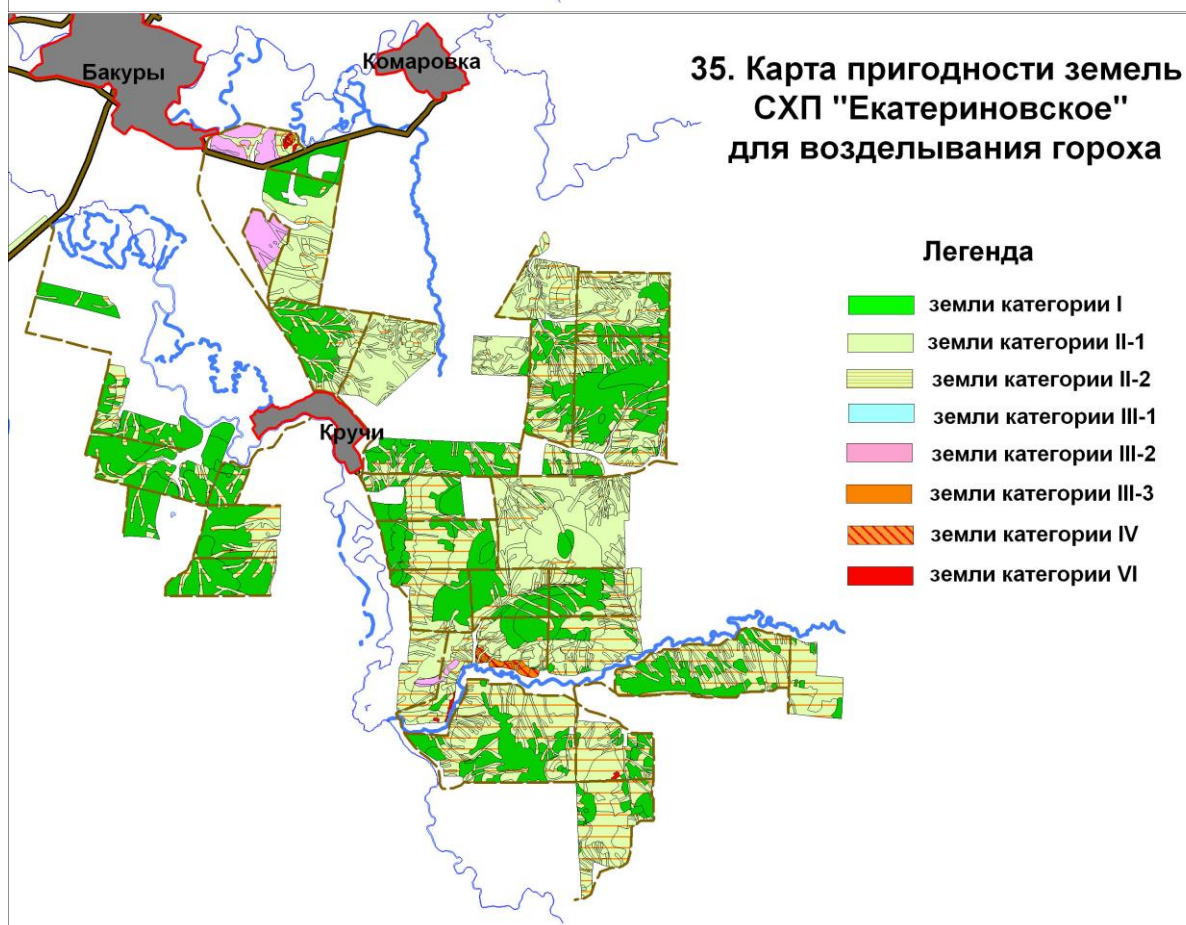 35. Карта пригодности земель
СХП "Екатериновское"
для возделывания гороха
Бакуры
Комаровка
Кручи
Легенда
земли категории I
земли категории II-1
земли категории II-2
земли категории III-1
земли категории III-2
земли категории III-3
земли категории IV
земли категории VI